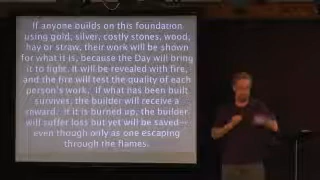 If anyone builds on this foundation
using gold, silver, costly stones, wood,
hay or straw, their work will be shown
for what it is, because the Day will bring
it to light. It will be revealed with fire,
and the fire will test the quality of each
person's work.  If what has been built
survives, the builder will receive a
reward.  If it is burned up, the builder
will suffer loss but yet will be saved--
even though only as one escaping
through the flames.